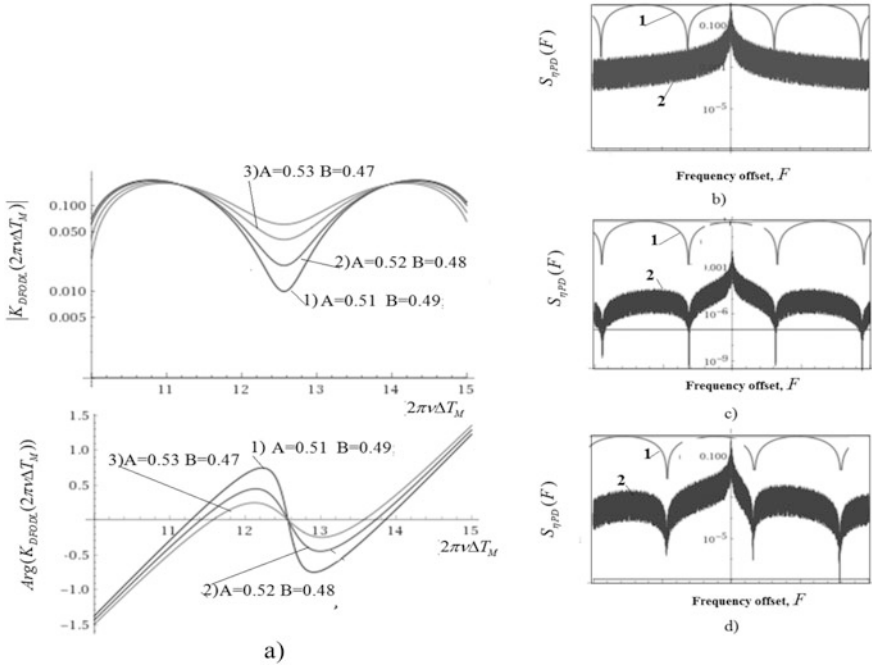 |K_DFODL(2πνΔT_M)|
0.100
0.050
0.010
0.005
3)A=0.53 B=0.47
2)A=0.52 B=0.48
1)A=0.51 B=0.49
11 12 13 14 15
2πνΔT_M
Arg(K_DFODL(2πνΔT_M))
1.5
1.0
0.5
-0.5
-1.0
-1.5
1) A=0.51 B=0.49
3)A=0.53 B=0.47
11 12 13 14 15
2πνΔT_M
2)A=0.52 B=0.48
a)
S_ηPD(F)
1
0.100
2
10^-5
Frequency offset, F
b)
S_ηPD(F)
1
2
10^-6
10^-9
Frequency offset, F
c)
S_ηPD(F)
1
0.100
2
10^-5
Frequency offset, F
d)